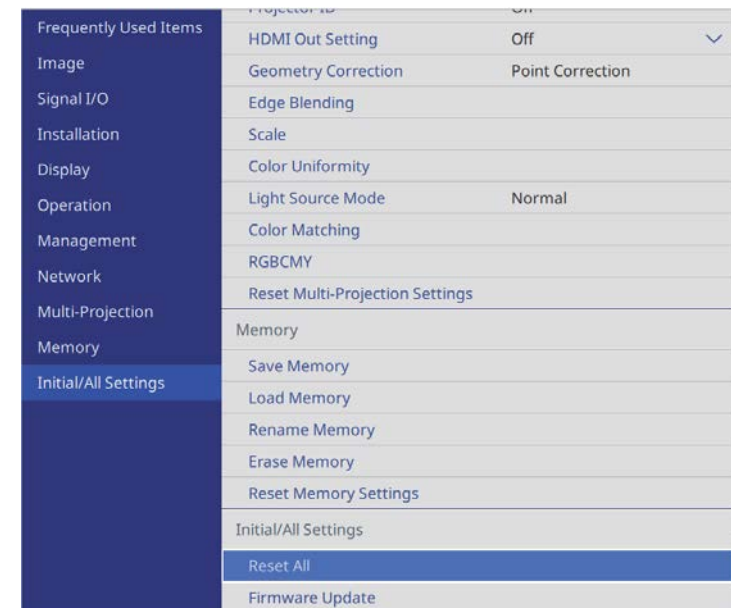 Frequently Used Items
Image
Signal I/O
Installation
Display
Operation
Management
Network
Multi-Projection
Memory
Initial/All Settings
Projector ID Off
HDMI Out Setting Off
Geometry Correction Point Correction
Edge Blending
Scale
Color Uniformity
Light Source Mode Normal
Color Matching
RGBCMY
Reset Multi-Projection Settings
Memory
Save Memory
Load Memory
Rename Memory
Erase Memory
Reset Memory Settings
Initial/All Settings
Reset All
Firmware Update